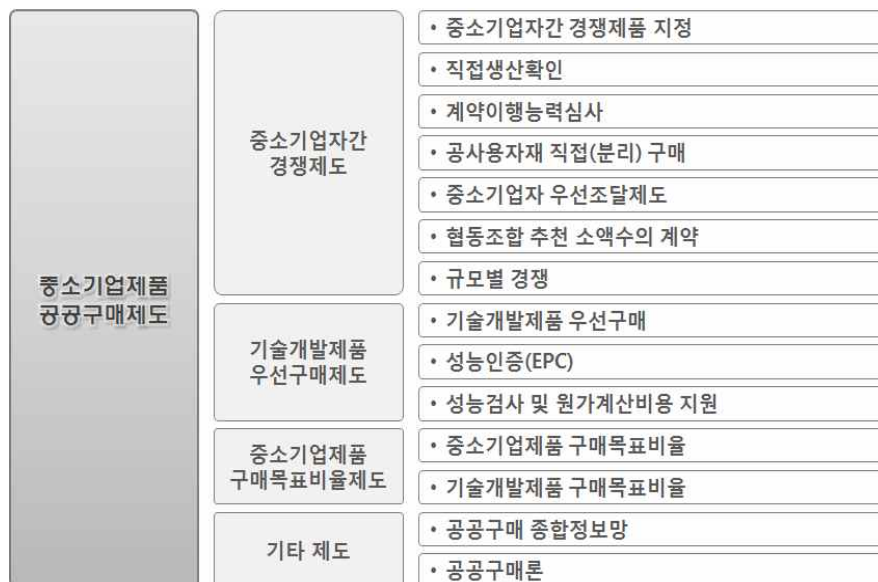 중소기업제품
공공구매제도
중소기업자간
경쟁제도
• 중소기업자간 경쟁제품 지정
• 직접생산확인
• 계약이행능력심사
• 공사용자재 직접(분리) 구매
• 중소기업자 우선조달제도
• 협동조합 추천 소액수의 계약
• 규모별 경쟁
기술개발제품
우선구매제도
• 기술개발제품 우선구매
• 성능인증(EPC)
• 성능검사 및 원가계산비용 지원
중소기업제품
구매목표비율제도
• 중소기업제품 구매목표비율
• 기술개발제품 구매목표비율
기타 제도
• 공공구매 종합정보망
• 공공구매론